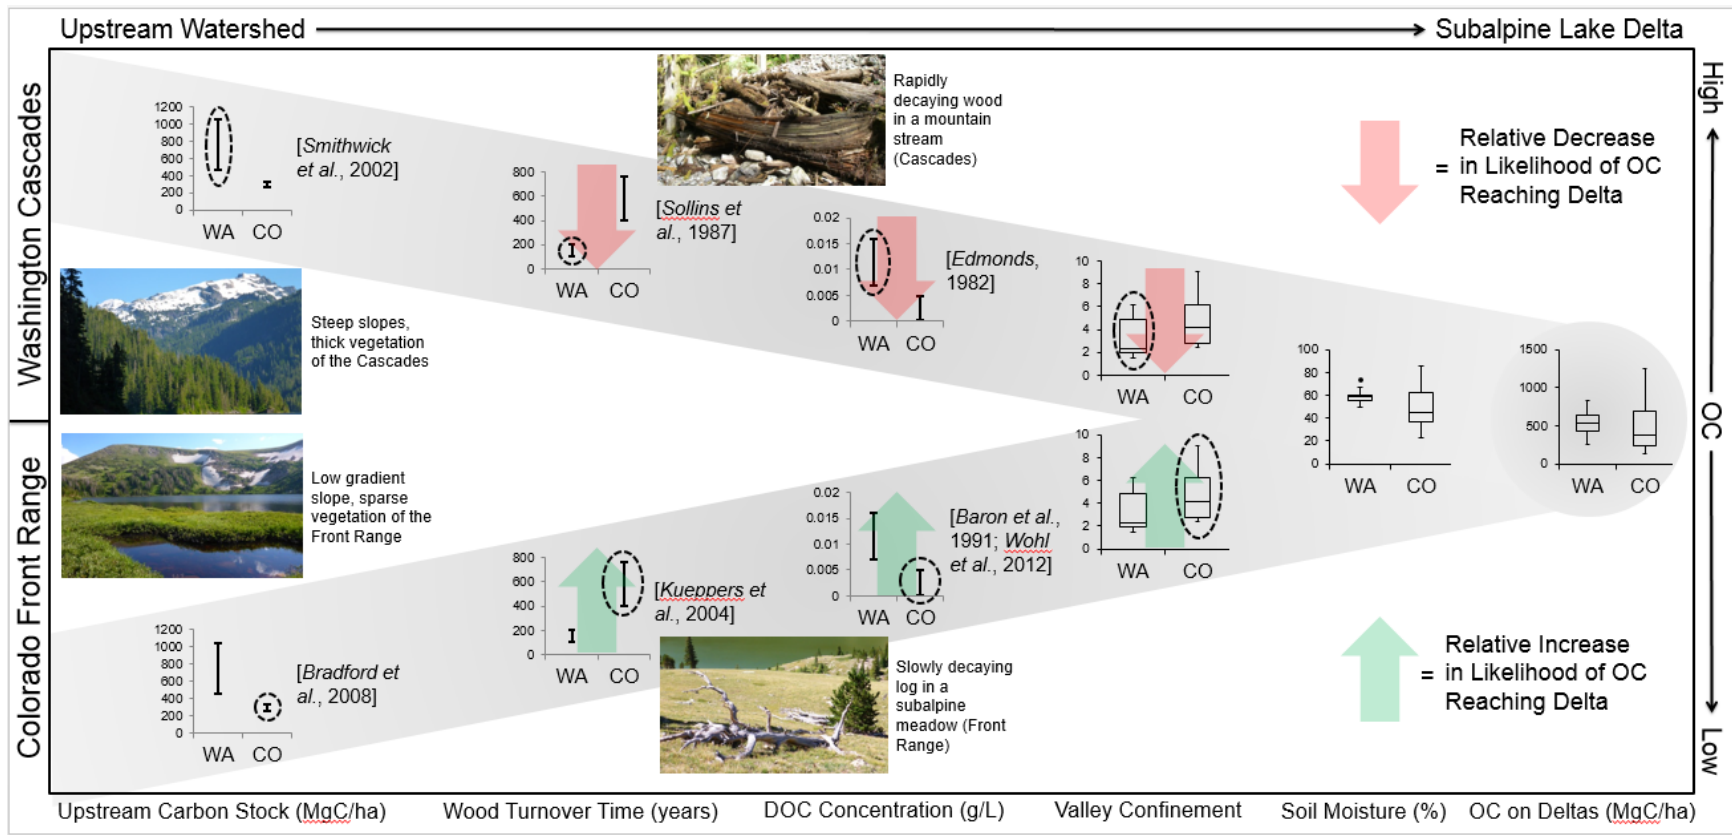 Upstream Watershed
Subalpine Lake Delta
Washington Cascades
Colorado Front Range
High
OC
Low
1200
1000
800
600
400
200
0
WA CO
[Smithwick
et al., 2002]
800
600
400
200
0
WA CO
[Sollins et
al., 1987]
Rapidly
decaying wood
in a mountain
stream
(Cascades)
0.02
0.015
0.01
0.005
0
WA CO
[Edmonds,
1982]
10
8
6
4
2
0
WA CO
Relative Decrease
= in Likelihood of OC
Reaching Delta
Steep slopes,
thick vegetation
of the Cascades
100
80
60
40
20
0
WA CO
1500
1000
500
0
WA CO
Low gradient
slope, sparse
vegetation of the
Front Range
1200
1000
800
600
400
200
0
WA CO
[Bradford et
al., 2008]
800
600
400
200
0
WA CO
[Kueppers et
al., 2004]
0.02
0.015
0.01
0.005
0
WA CO
[Baron et al.,
1991; Wohl
et al., 2012]
10
8
6
4
2
0
WA CO
Slowly decaying
log in a
subalpine
meadow (Front
Range)
Relative Increase
= in Likelihood of OC
Reaching Delta
Upstream Carbon Stock (MgC/ha)
Wood Turnover Time (years)
DOC Concentration (g/L)
Valley Confinement
Soil Moisture (%)
OC on Deltas (MgC/ha)